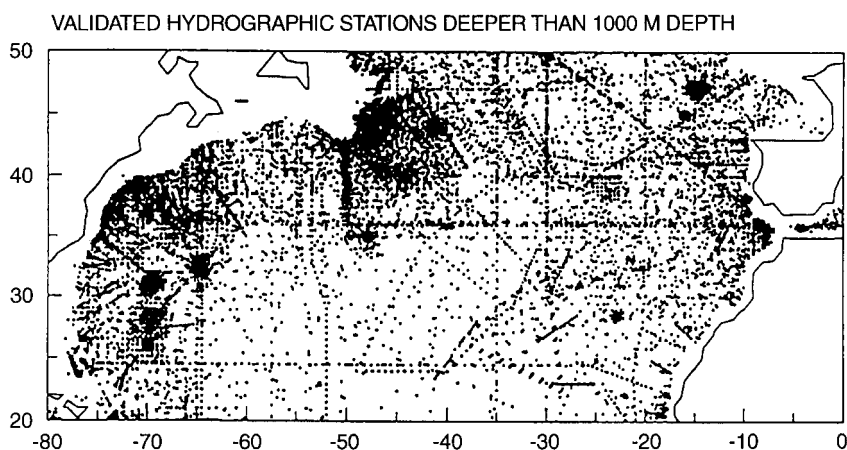 VALIDATED HYDROGRAPHIC STATIONS DEEPER THAN 1000 M DEPTH
50
40
30
20
-80 -70 -60 -50 -40 -30 -20 -10 0